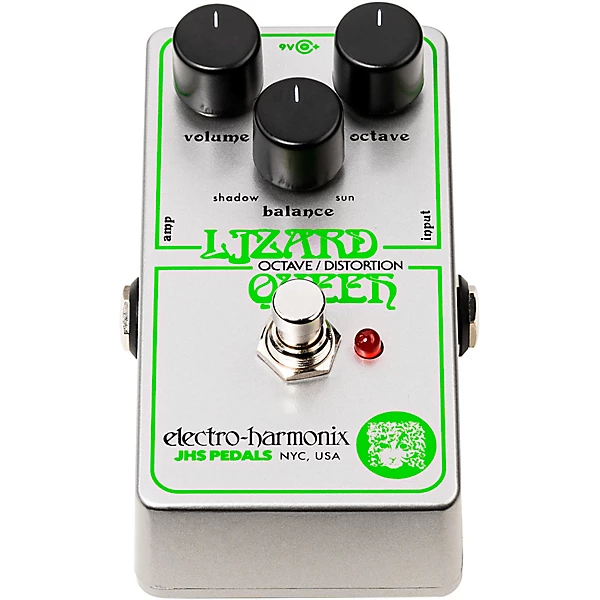 9V +
volume octave
shadow sun
balance
amp
input
LIZARD
OCTAVE / DISTORTION
QUEEN
electro-harmonix
JHS PEDALS NYC, USA